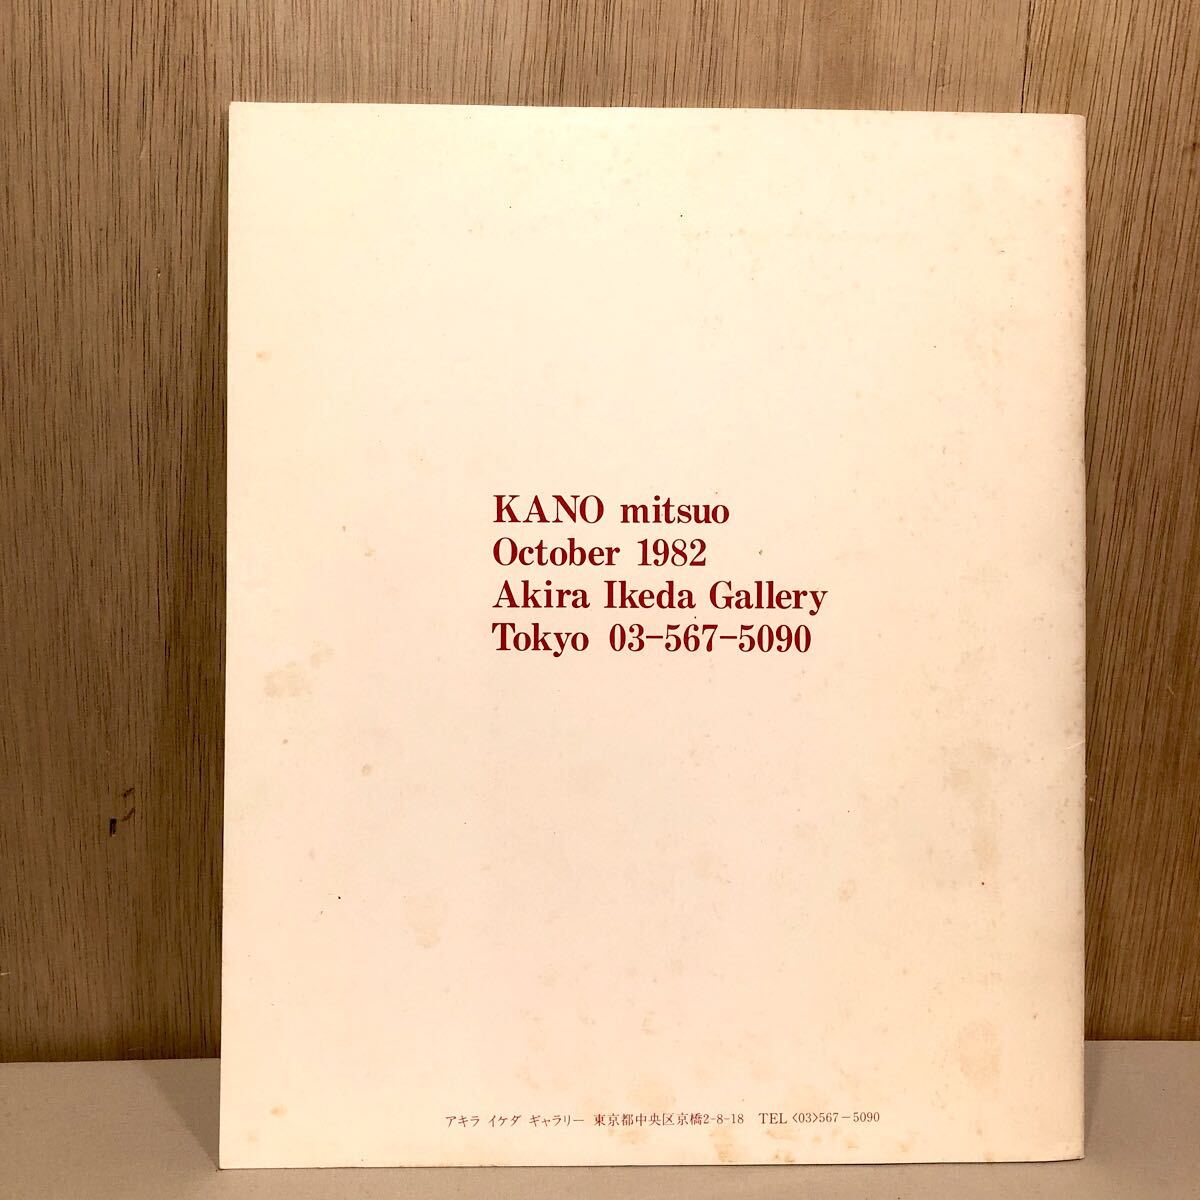 KANO mitsuo
October 1982
Akira Ikeda Gallery
Tokyo 03-567-5090
アキラ イケダ ギャラリー 東京都中央区京橋2-8-18 TEL〈03〉567-5090